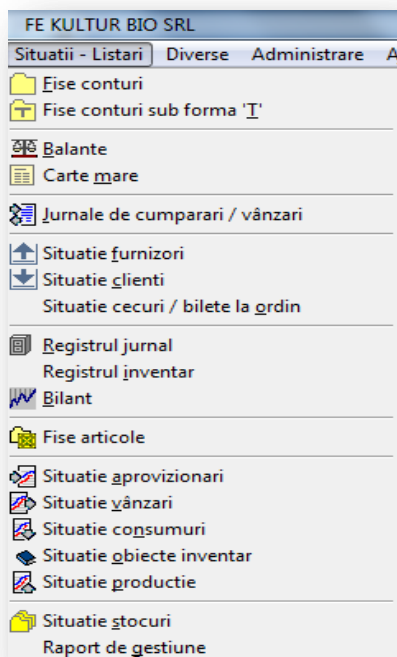 FE KULTUR BIO SRL
Situatii - Listari Diverse Administrare A
Fise conturi
Fise conturi sub forma 'T'
Balante
Carte mare
Jurnale de cumparari / vânzari
Situatie furnizori
Situatie clienti
Situatie cecuri / bilete la ordin
Registrul jurnal
Registrul inventar
Bilant
Fise articole
Situatie aprovizionari
Situatie vânzari
Situatie consumuri
Situatie obiecte inventar
Situatie productie
Situatie stocuri
Raport de gestiune